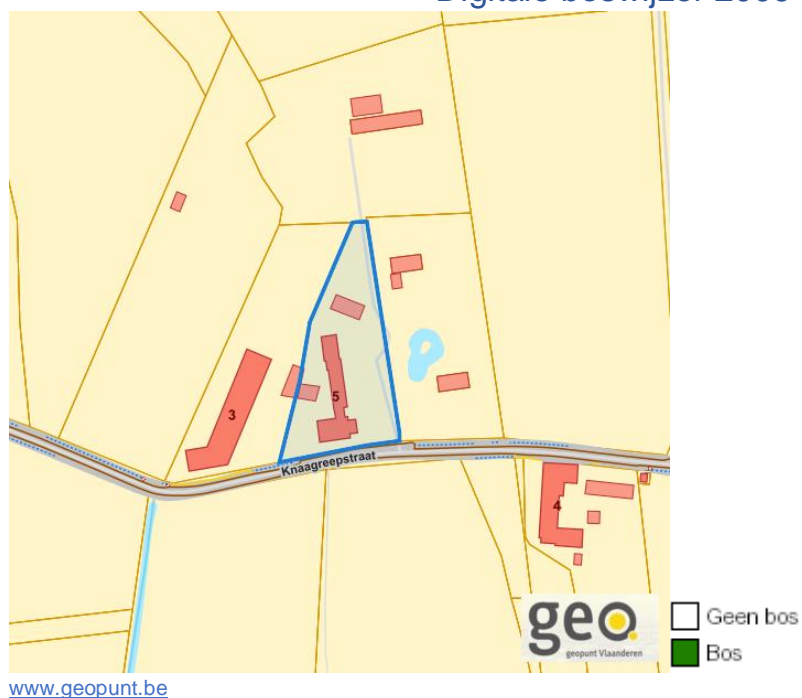 3
5
Knaagreepstraat
4
geo.
geopunt Vlaanderen
Geen bos
Bos
www.geopunt.be